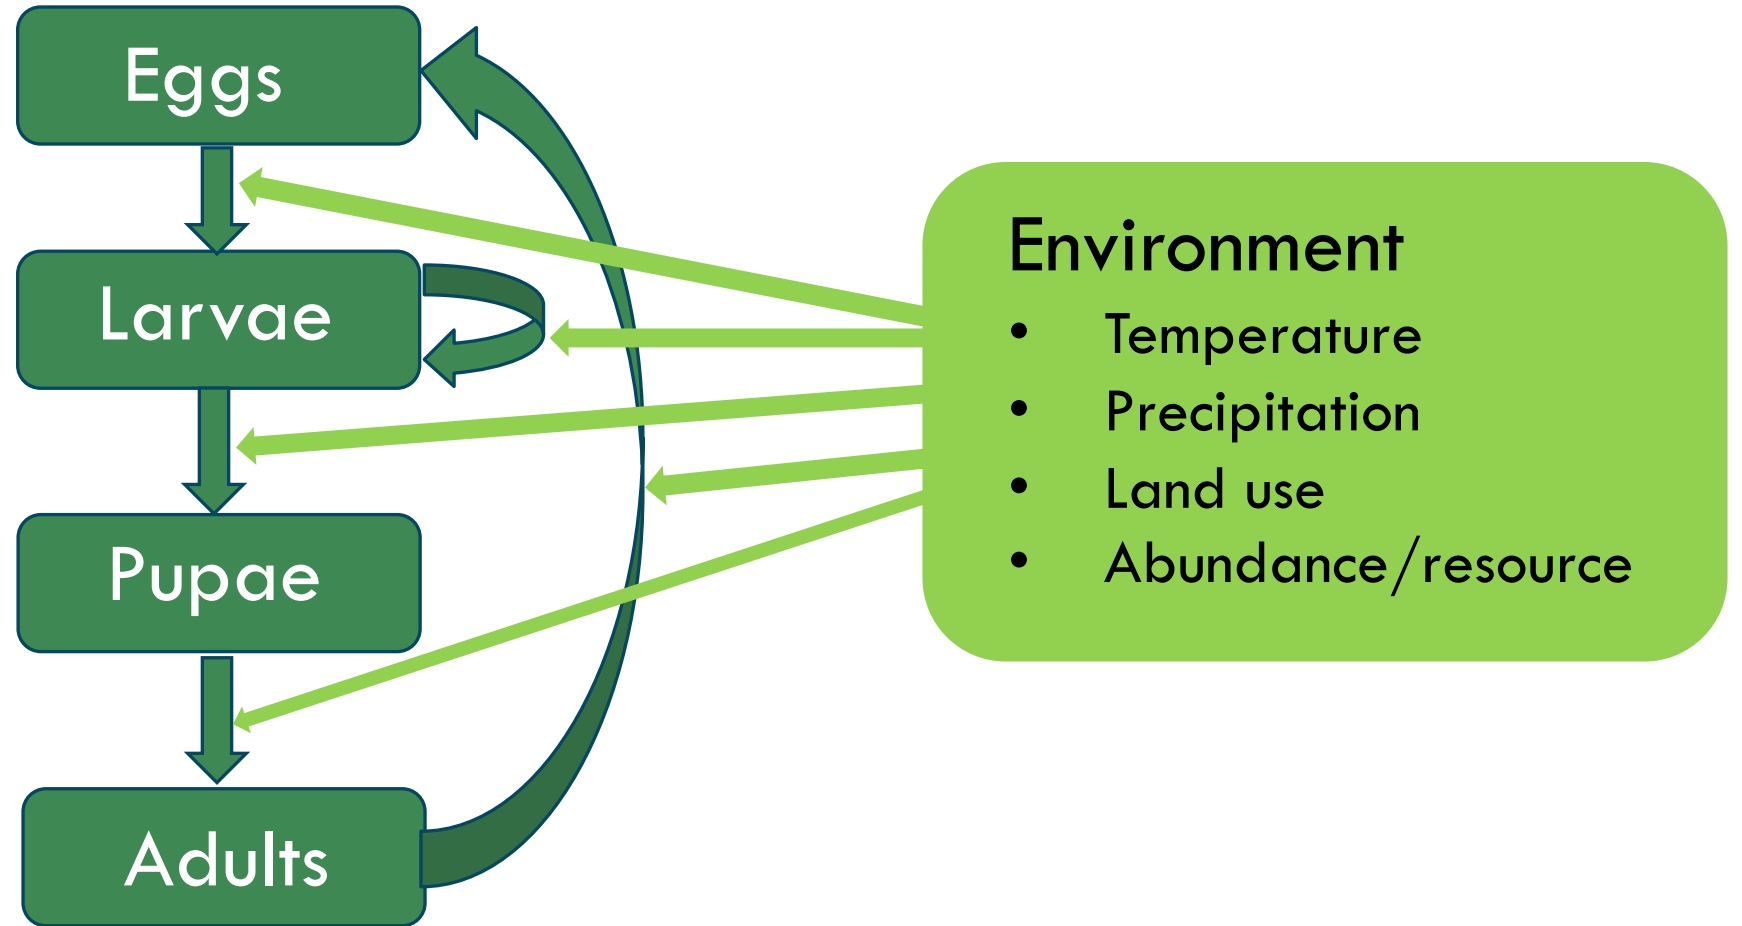 Eggs
Larvae
Pupae
Adults
Environment
• Temperature
• Precipitation
• Land use
• Abundance/resource